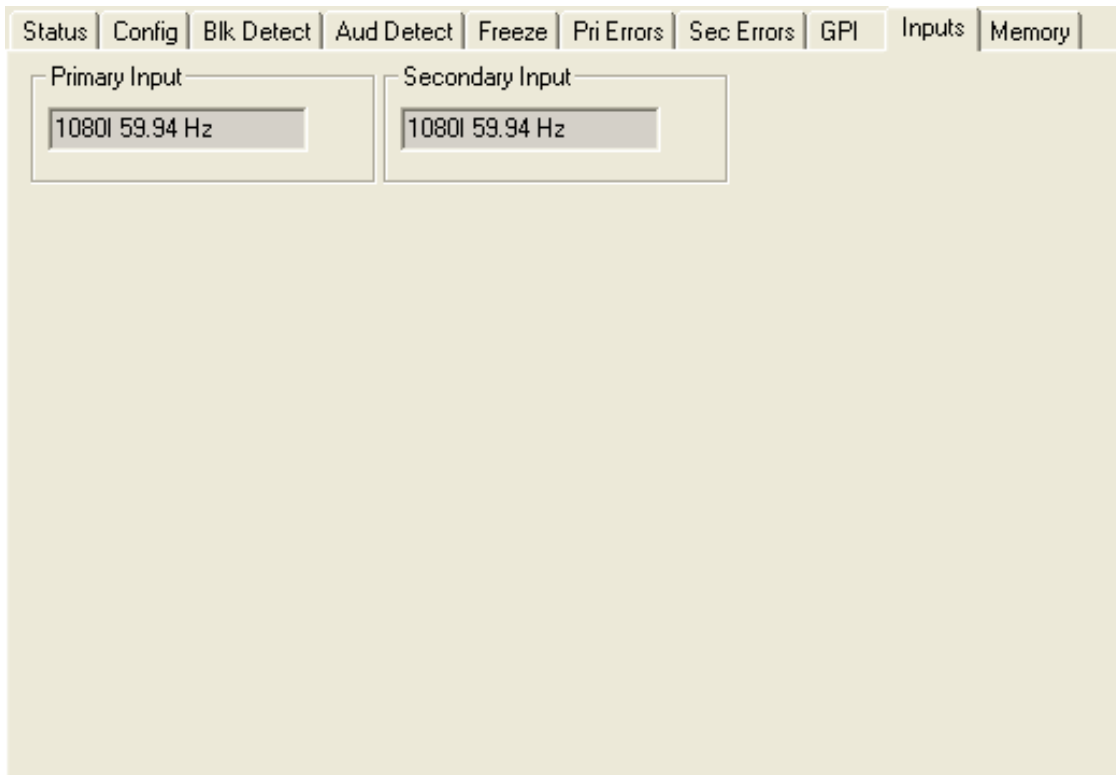 Status Config Blk Detect Aud Detect Freeze Pri Errors Sec Errors GPI Inputs Memory
Primary Input Secondary Input
1080I 59.94 Hz 1080I 59.94 Hz